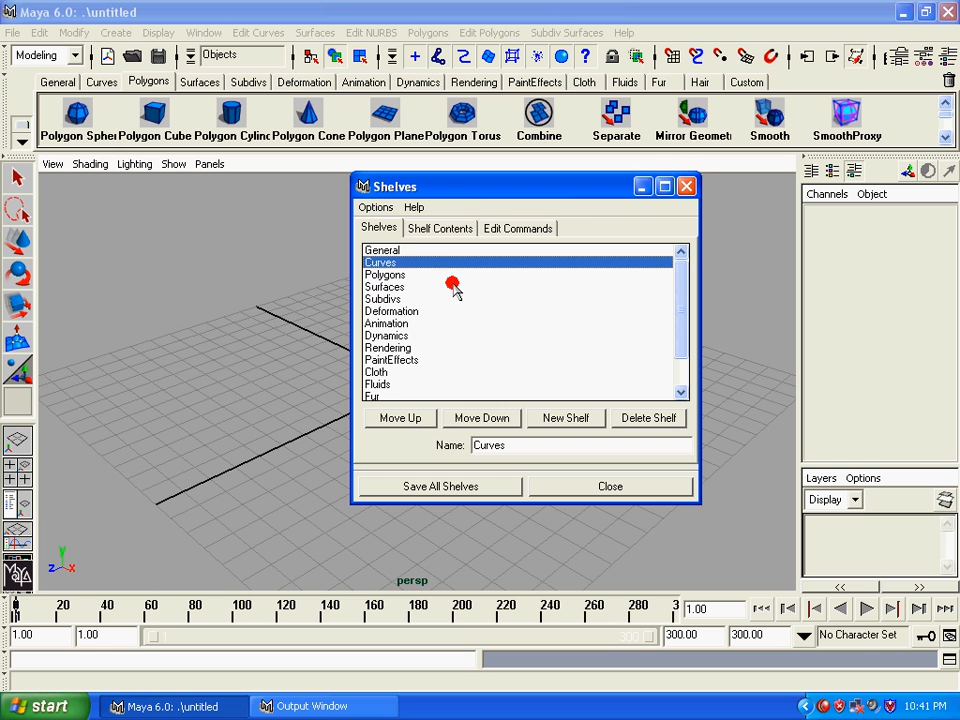 Maya 6.0: .\untitled
File Edit Modify Create Display Window Edit Curves Surfaces Edit NURBS Polygons Edit Polygons Subdiv Surfaces Help
Modeling Objects
General Curves Polygons Surfaces Subdivs Deformation Animation Dynamics Rendering PaintEffects Cloth Fluids Fur Hair Custom
Polygon Spher Polygon Cube Polygon Cylinc Polygon Cone Polygon Plane Polygon Torus Combine Separate Mirror Geomet Smooth SmoothProxy
View Shading Lighting Show Panels
Shelves
Options Help
Shelves Shelf Contents Edit Commands
General
Curves
Polygons
Surfaces
Subdivs
Deformation
Animation
Dynamics
Rendering
PaintEffects
Cloth
Fluids
Fur
Move Up Move Down New Shelf Delete Shelf
Name: Curves
Save All Shelves Close
Channels Object
Layers Options
Display
y
z x
persp
MAYA
20 40 60 80 100 120 140 160 180 200 220 240 260 280 3
1.00
1.00 1.00 1 300 300.00 300.00 No Character Set
start Maya 6.0: .\untitled Output Window 10:41 PM